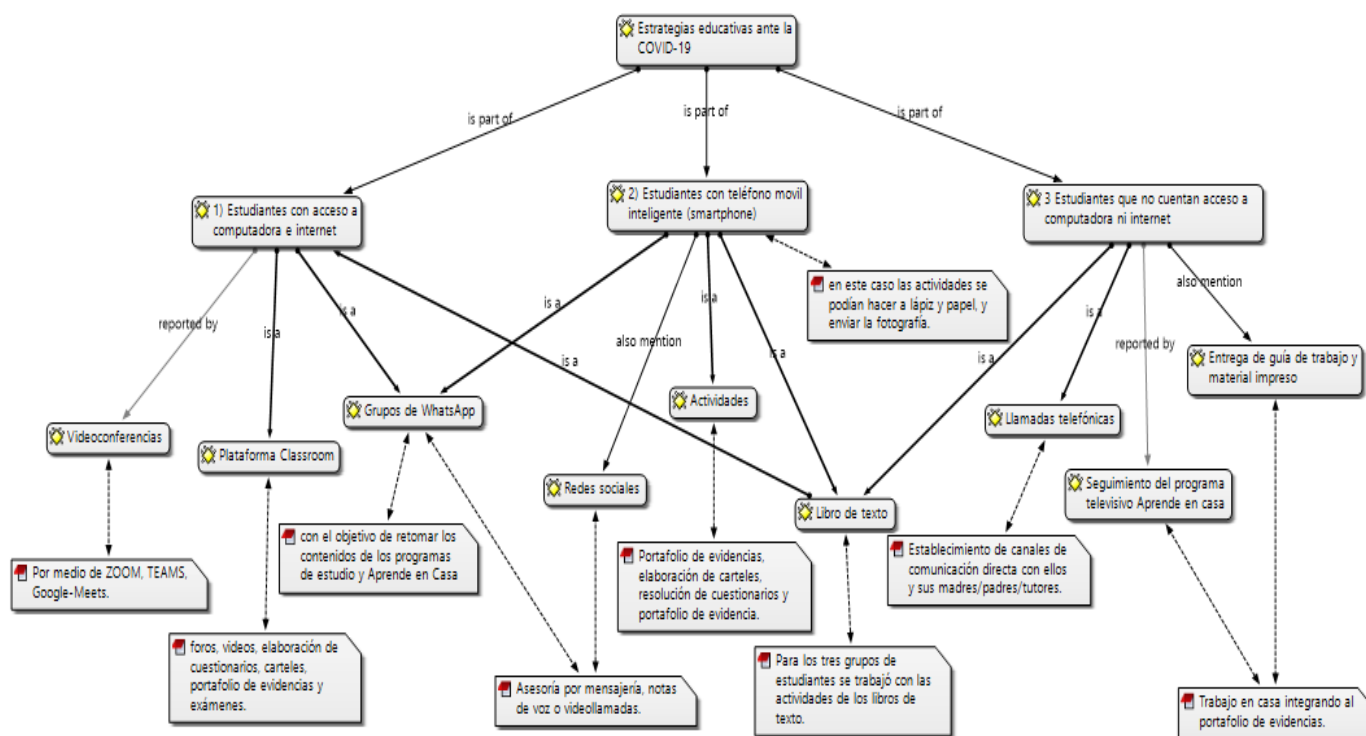 Estrategias educativas ante la
COVID-19
is part of
is part of
is part of
1) Estudiantes con acceso a
computadora e internet
2) Estudiantes con teléfono movil
inteligente (smartphone)
3 Estudiantes que no cuentan acceso a
computadora ni internet
en este caso las actividades se
podían hacer a lápiz y papel, y
enviar la fotografía.
reported by
is a
is a
is a
is a
also mention
is a
is a
is a
is a
reported by
also mention
Entrega de guía de trabajo y
material impreso
Grupos de WhatsApp
Actividades
Llamadas telefónicas
Videoconferencias
Plataforma Classroom
Redes sociales
Libro de texto
Seguimiento del programa
televisivo Aprende en casa
con el objetivo de retomar los
contenidos de los programas
de estudio y Aprende en Casa
Portafolio de evidencias,
elaboración de carteles,
resolución de cuestionarios y
portafolio de evidencia.
Establecimiento de canales de
comunicación directa con ellos
y sus madres/padres/tutores.
Por medio de ZOOM, TEAMS,
Google-Meets.
foros, videos, elaboración de
cuestionarios, carteles,
portafolio de evidencias y
exámenes.
Asesoría por mensajería, notas
de voz o videollamadas.
Para los tres grupos de
estudiantes se trabajó con las
actividades de los libros de
texto.
Trabajo en casa integrando al
portafolio de evidencias.